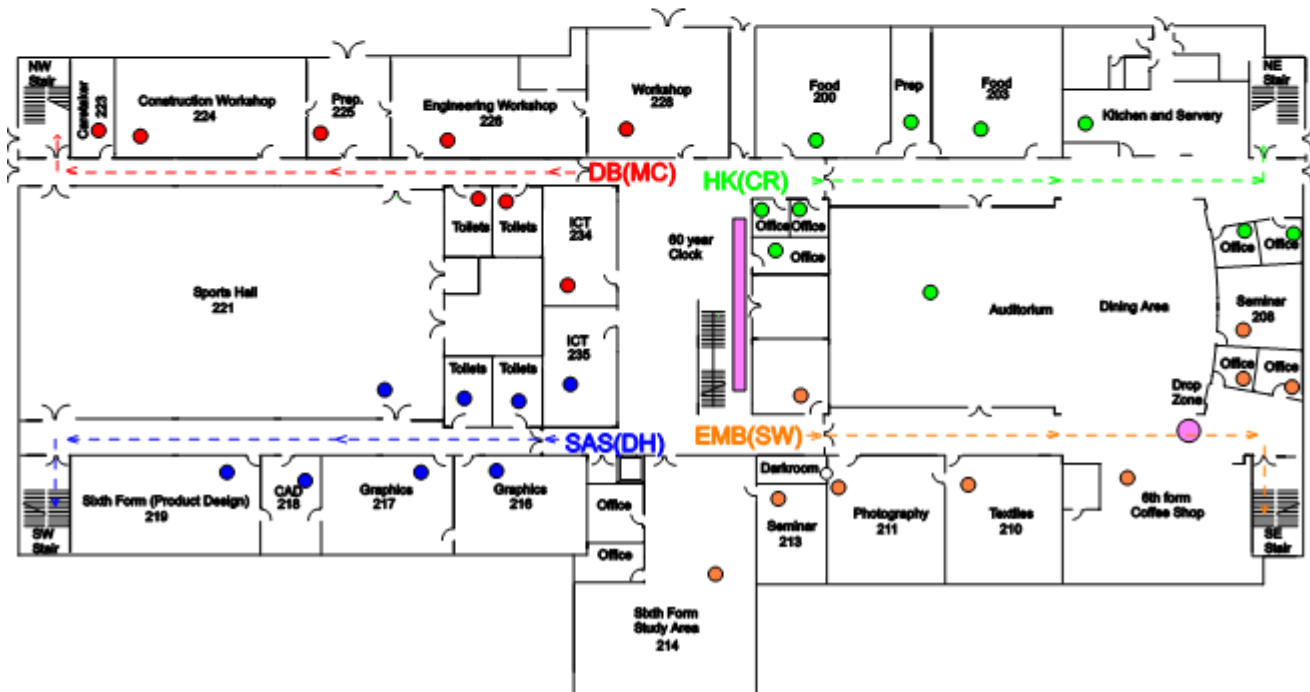 NW
Stair
Caretaker
223
Construction Workshop
224
Prep.
225
Engineering Workshop
226
Workshop
228
Food
200
Prep
Food
203
Kitchen and Servery
NE
Stair
DB(MC)
HK(CR)
Toilets
Toilets
ICT
234
60 year
Clock
Office
Office
Office
Office
Office
Sports Hall
221
Auditorium
Dining Area
Seminar
208
ICT
235
Toilets
Toilets
Office
Office
Drop
Zone
SAS(DH)
EMB(SW)
Sixth Form (Product Design)
219
CAD
218
Graphics
217
Graphics
216
Office
Office
Darkroom
Seminar
213
Photography
211
Textiles
210
6th form
Coffee Shop
SW
Stair
SE
Stair
Sixth Form
Study Area
214